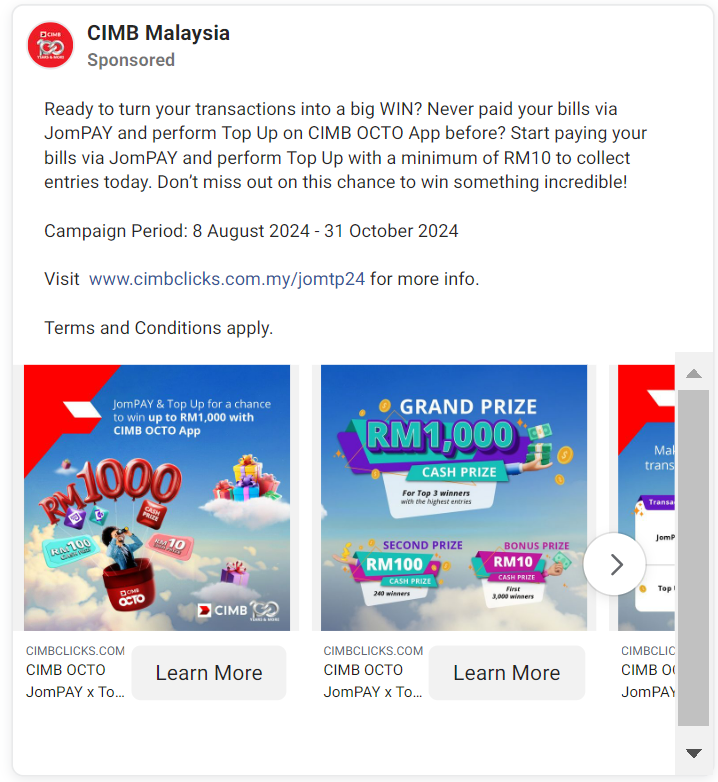 CIMB Malaysia
Sponsored
Ready to turn your transactions into a big WIN? Never paid your bills via
JomPAY and perform Top Up on CIMB OCTO App before? Start paying your
bills via JomPAY and perform Top Up with a minimum of RM10 to collect
entries today. Don’t miss out on this chance to win something incredible!
Campaign Period: 8 August 2024 - 31 October 2024
Visit www.cimbclicks.com.my/jomtp24 for more info.
Terms and Conditions apply.
JomPAY & Top Up for a chance
to win up to RM1,000 with
CIMB OCTO App
RM1000
CASH
PRIZE
RM100
RM10
CIMB
OCTO
CIMB 100
YEARS & MORE
GRAND PRIZE
RM1,000
CASH PRIZE
For Top 3 winners
with the highest entries
SECOND PRIZE
RM100
CASH PRIZE
240 winners
BONUS PRIZE
RM10
CASH PRIZE
First
3,000 winners
Mak
trans
Transa
JomP
Top
CIMBCLICKS.COM
CIMB OCTO
JomPAY x To...
Learn More
CIMBCLICKS.COM
CIMB OCTO
JomPAY x To...
Learn More
CIMBCLIC
CIMB O
JomPAY